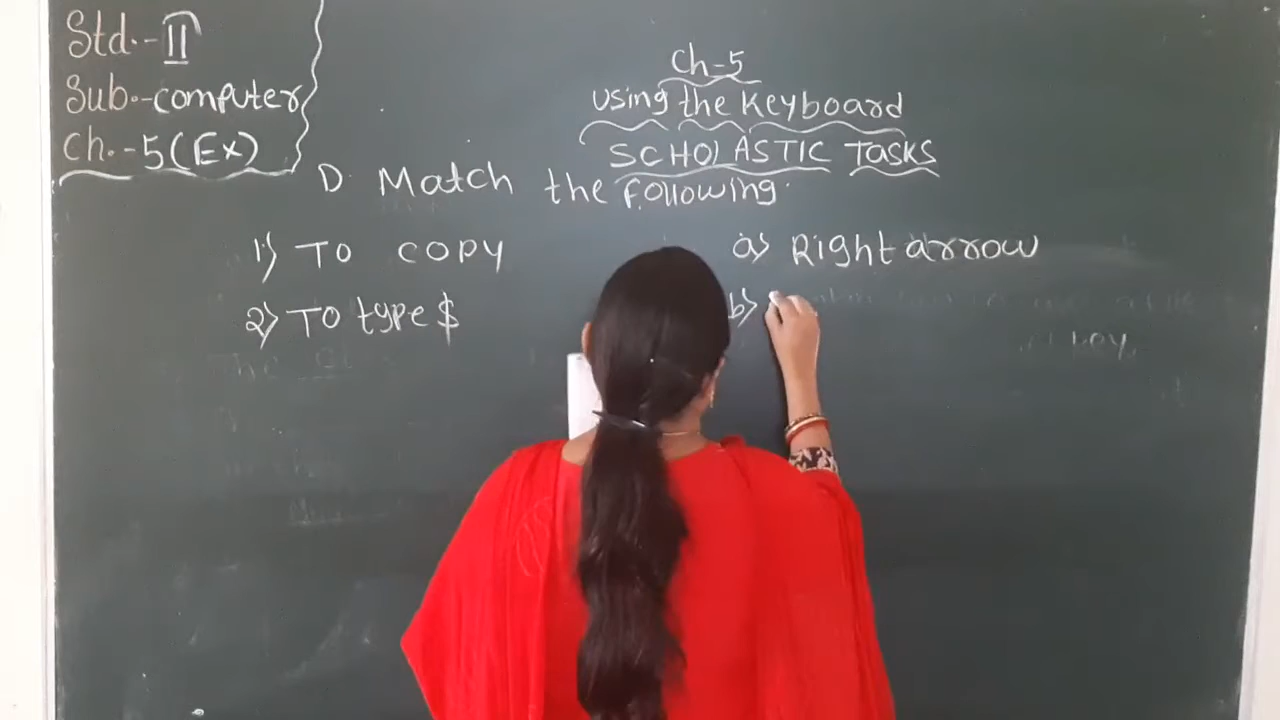 Std.-II
Sub.-computer
Ch.-5(Ex)
Ch-5
using the Keyboard
SCHOLASTIC TASKS
D. Match the following
1) To copy
a) Right arrow
2) To type $
b)
key